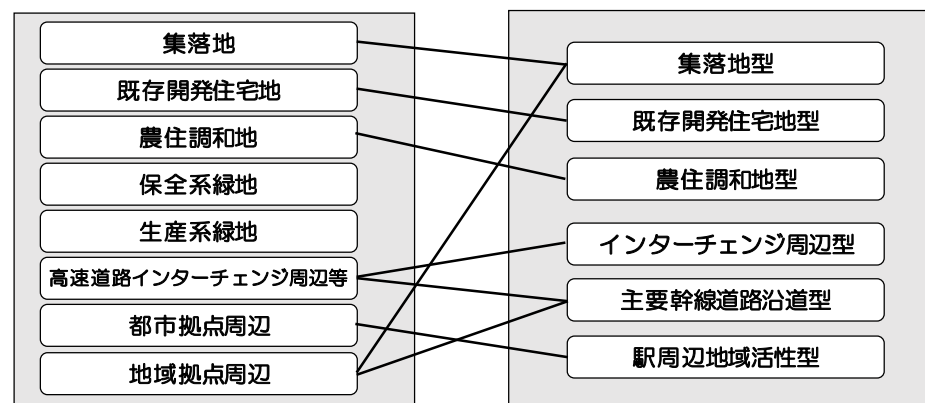 集落地
既存開発住宅地
農住調和地
保全系緑地
生産系緑地
高速道路インターチェンジ周辺等
都市拠点周辺
地域拠点周辺
集落地型
既存開発住宅地型
農住調和地型
インターチェンジ周辺型
主要幹線道路沿道型
駅周辺地域活性型